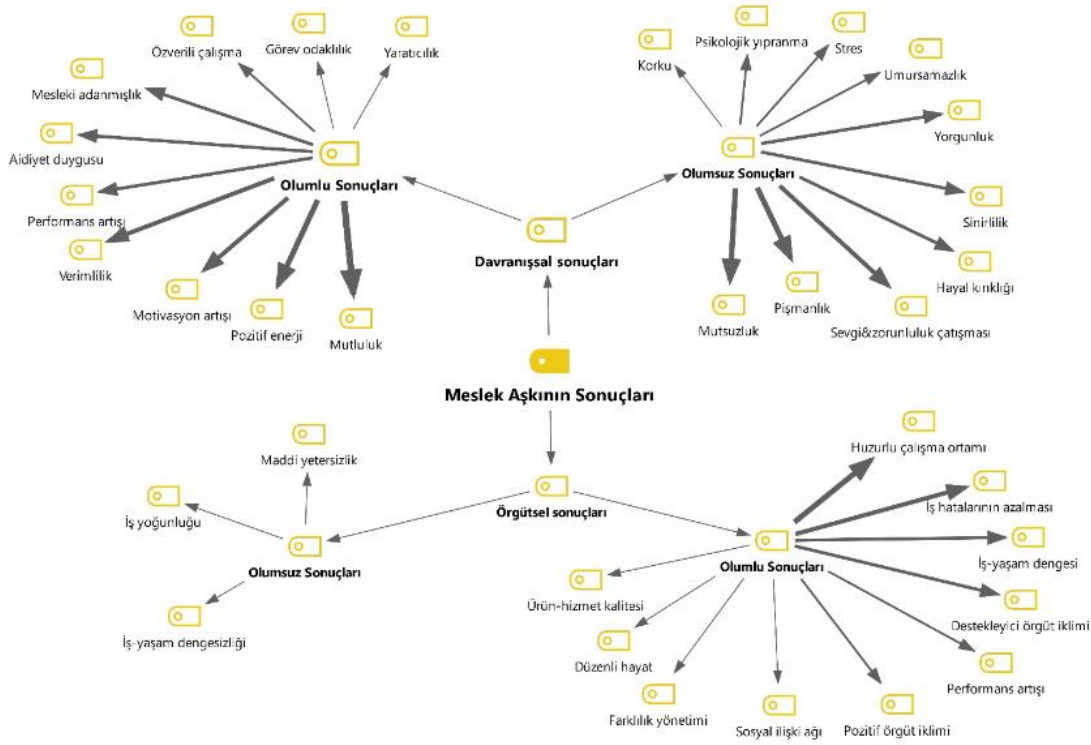 Özverili çalışma
Görev odaklılık
Yaratıcılık
Mesleki adanmışlık
Aidiyet duygusu
Performans artışı
Verimlilik
Motivasyon artışı
Pozitif enerji
Mutluluk
Olumlu Sonuçları
Korku
Psikolojik yıpranma
Stres
Umursamazlık
Yorgunluk
Sinirlilik
Hayal kırıklığı
Sevgi&zorunluluk çatışması
Pişmanlık
Mutsuzluk
Olumsuz Sonuçları
Davranışsal sonuçları
Meslek Aşkının Sonuçları
Örgütsel sonuçları
Maddi yetersizlik
İş yoğunluğu
Olumsuz Sonuçları
İş-yaşam dengesizliği
Huzurlu çalışma ortamı
İş hatalarının azalması
İş-yaşam dengesi
Olumlu Sonuçları
Destekleyici örgüt iklimi
Ürün-hizmet kalitesi
Düzenli hayat
Performans artışı
Farklılık yönetimi
Sosyal ilişki ağı
Pozitif örgüt iklimi